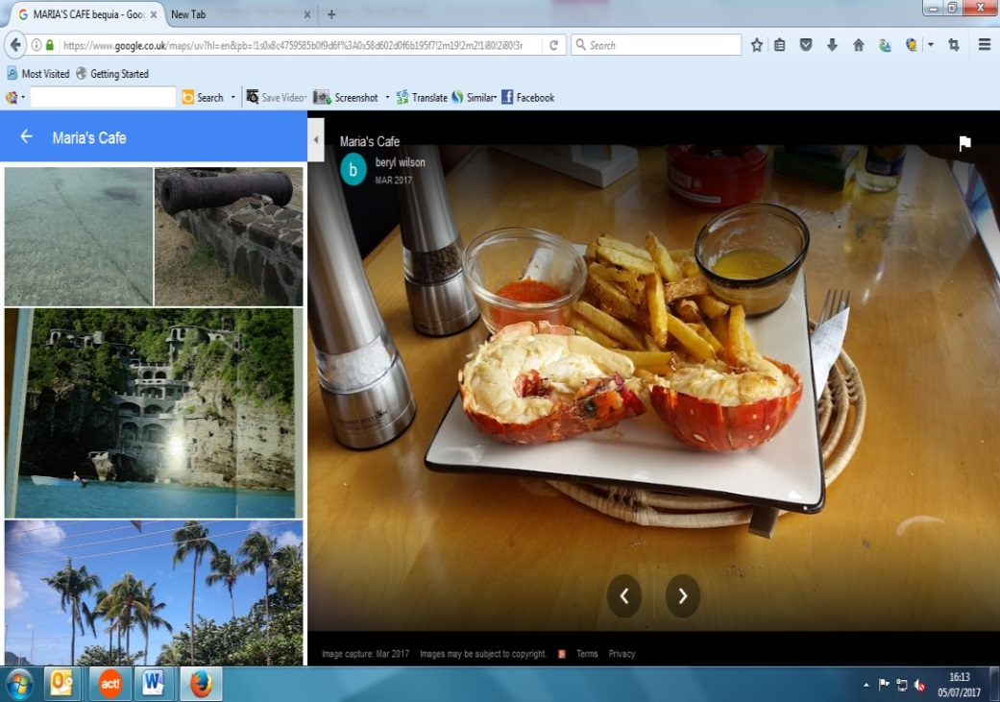 MARIA'S CAFE bequia - Goog
New Tab
https://www.google.co.uk/maps/uv?hl=en&pb=!1s0x8c4759585b0f9d6f%3A0x58d602d0f6b195f7!2m19!2m2!1i80!2i80!3r
Search
Most Visited Getting Started
Search Save Video Screenshot Translate Similar Facebook
Maria's Cafe
Maria's Cafe
b
beryl wilson
MAR 2017
Image capture: Mar 2017 Images may be subject to copyright. Terms Privacy
act! W
16:13
05/07/2017